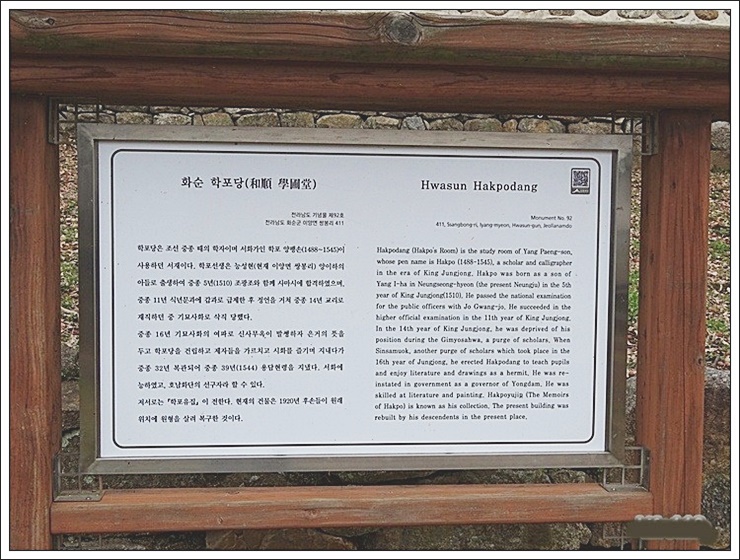 화순 학포당(和順 學圃堂)
전라남도 기념물 제92호
전라남도 화순군 이양면 쌍봉리 411
학포당은 조선 중종 때의 학자이며 서화가인 학포 양팽손(1488~1545)이
사용하던 서재이다. 학포선생은 능성현(현재 이양면 쌍봉리) 양이하의
아들로 출생하여 중종 5년(1510) 조광조와 함께 사마시에 합격하였으며,
중종 11년 식년문과에 갑과로 급제한 후 정언을 거쳐 중종 14년 교리로
재직하던 중 기묘사화로 삭직 당했다.
중종 16년 기묘사화의 여파로 신사무옥이 발생하자 은거의 뜻을
두고 학포당을 건립하고 제자들을 가르치고 시화를 즐기며 지내다가
중종 32년 복관되어 중종 39년(1544) 용담현령을 지냈다. 서화에
능하였고, 호남화단의 선구자라 할 수 있다.
저서로는 『학포유집』이 전한다. 현재의 건물은 1920년 후손들이 원래
위치에 원형을 살려 복구한 것이다.
Hwasun Hakpodang
Monument No. 92
411, Ssangbong-ri, Iyang-myeon, Hwasun-gun, Jeollanamdo
Hakpodang (Hakpo's Room) is the study room of Yang Paeng-son,
whose pen name is Hakpo (1488-1545), a scholar and calligrapher
in the era of King Jungjong. Hakpo was born as a son of
Yang I-ha in Neungseong-hyeon (the present Neungju) in the 5th
year of King Jungjong(1510). He passed the national examination
for the public officers with Jo Gwang-jo. He succeeded in the
higher official examination in the 11th year of King Jungjong.
In the 14th year of King Jungjong, he was deprived of his
position during the Gimyosahwa, a purge of scholars. When
Sinsamuok, another purge of scholars which took place in the
16th year of Jungjong, he erected Hakpodang to teach pupils
and enjoy literature and drawings as a hermit. He was re-
instated in government as a governor of Yongdam. He was
skilled at literature and painting. Hakpoyujip (The Memoirs
of Hakpo) is known as his collection. The present building was
rebuilt by his descendents in the present place.